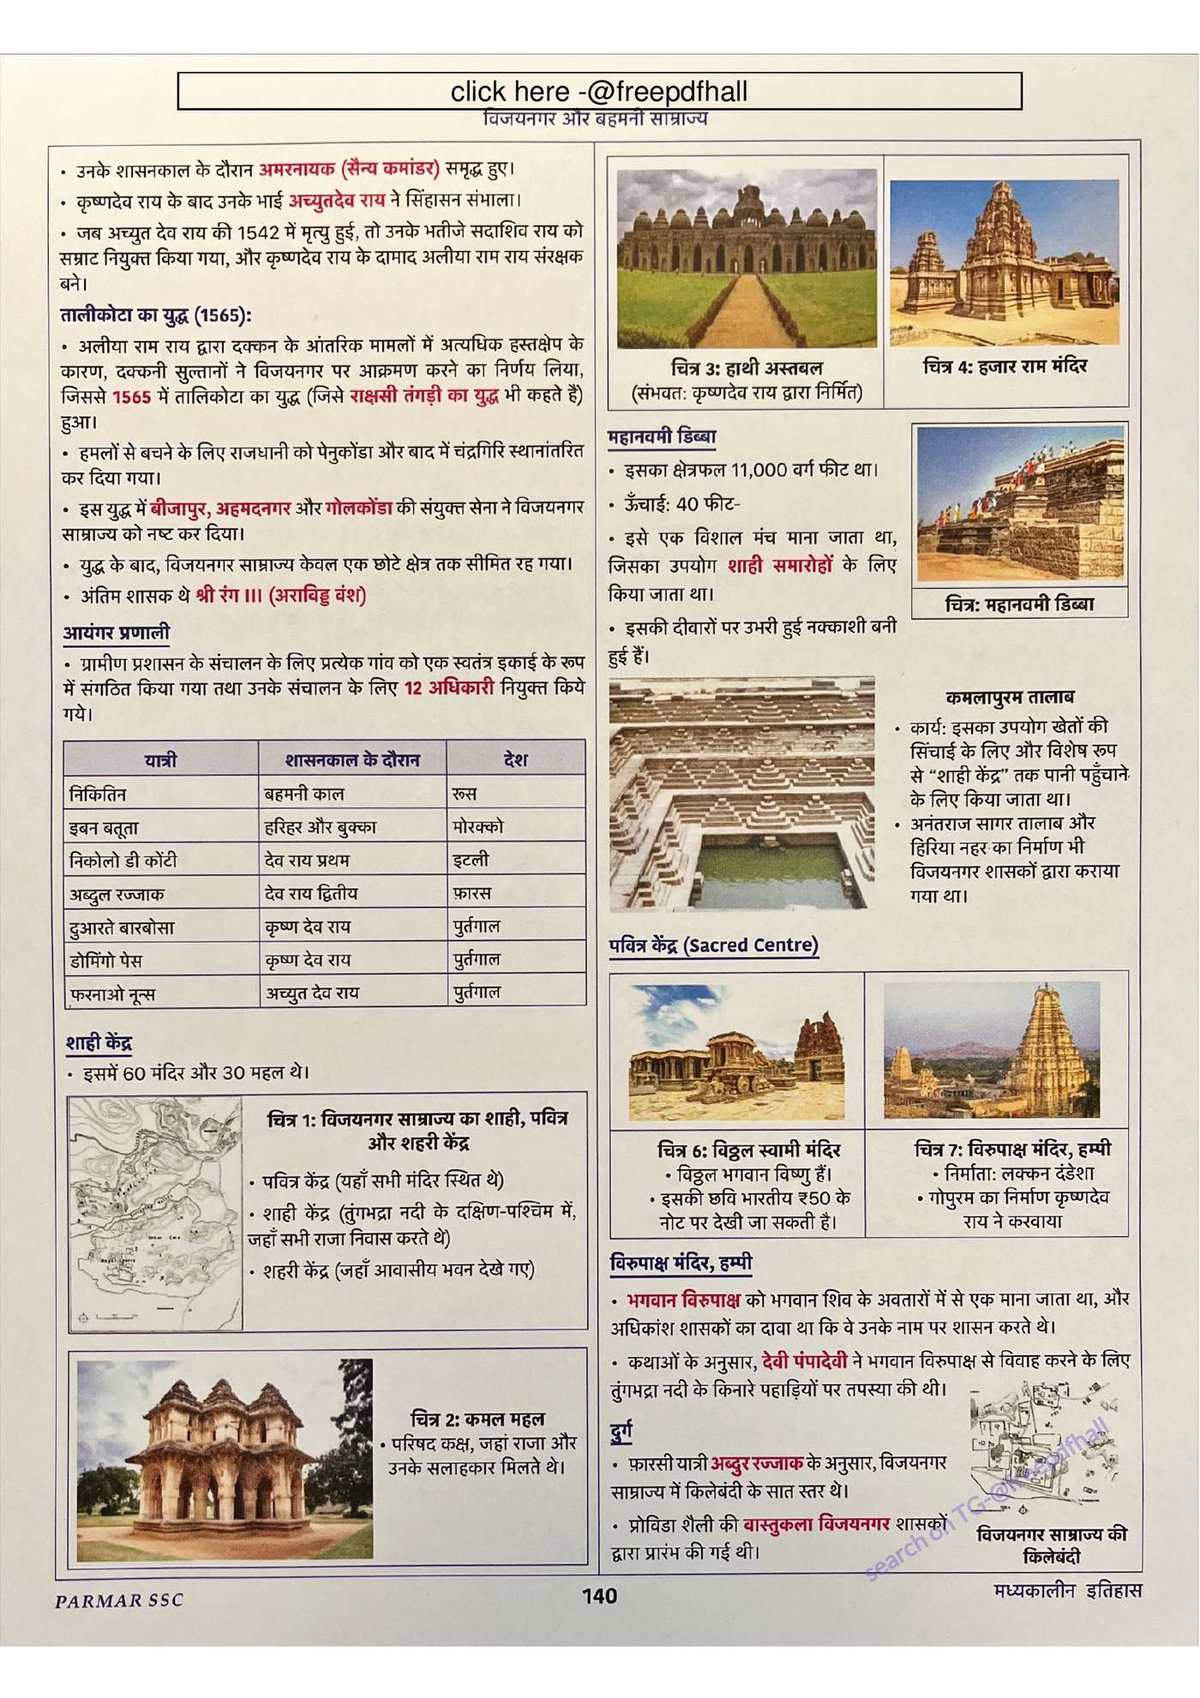 click here -@freepdfhall
विजयनगर और बहमनी साम्राज्य
• उनके शासनकाल के दौरान अमरनायक (सैन्य कमांडर) समृद्ध हुए।
• कृष्णदेव राय के बाद उनके भाई अच्युतदेव राय ने सिंहासन संभाला।
• जब अच्युत देव राय की 1542 में मृत्यु हुई, तो उनके भतीजे सदाशिव राय को
सम्राट नियुक्त किया गया, और कृष्णदेव राय के दामाद अलीया राम राय संरक्षक
बने।
तालीकोटा का युद्ध (1565):
• अलीया राम राय द्वारा दक्कन के आंतरिक मामलों में अत्यधिक हस्तक्षेप के
कारण, दक्कनी सुल्तानों ने विजयनगर पर आक्रमण करने का निर्णय लिया,
जिससे 1565 में तालिकोटा का युद्ध (जिसे राक्षसी तंगड़ी का युद्ध भी कहते हैं)
हुआ।
• हमलों से बचने के लिए राजधानी को पेनुकोंडा और बाद में चंद्रगिरि स्थानांतरित
कर दिया गया।
• इस युद्ध में बीजापुर, अहमदनगर और गोलकोंडा की संयुक्त सेना ने विजयनगर
साम्राज्य को नष्ट कर दिया।
• युद्ध के बाद, विजयनगर साम्राज्य केवल एक छोटे क्षेत्र तक सीमित रह गया।
• अंतिम शासक थे श्री रंग III (अराविड्ड वंश)
आयंगर प्रणाली
• ग्रामीण प्रशासन के संचालन के लिए प्रत्येक गांव को एक स्वतंत्र इकाई के रूप
में संगठित किया गया तथा उनके संचालन के लिए 12 अधिकारी नियुक्त किये
गये।
यात्री शासनकाल के दौरान देश
निकितिन बहमनी काल रूस
इबन बतूता हरिहर और बुक्का मोरक्को
निकोलो डी कोंटी देव राय प्रथम इटली
अब्दुल रज्जाक देव राय द्वितीय फ़ारस
दुआरते बारबोसा कृष्ण देव राय पुर्तगाल
डोमिंगो पेस कृष्ण देव राय पुर्तगाल
फरनाओ नून्स अच्युत देव राय पुर्तगाल
शाही केंद्र
• इसमें 60 मंदिर और 30 महल थे।
चित्र 1: विजयनगर साम्राज्य का शाही, पवित्र
और शहरी केंद्र
• पवित्र केंद्र (यहाँ सभी मंदिर स्थित थे)
• शाही केंद्र (तुंगभद्रा नदी के दक्षिण-पश्चिम में,
जहाँ सभी राजा निवास करते थे)
• शहरी केंद्र (जहाँ आवासीय भवन देखे गए)
चित्र 2: कमल महल
• परिषद कक्ष, जहां राजा और
उनके सलाहकार मिलते थे।
चित्र 3: हाथी अस्तबल
(संभवत: कृष्णदेव राय द्वारा निर्मित)
चित्र 4: हजार राम मंदिर
महानवमी डिब्बा
• इसका क्षेत्रफल 11,000 वर्ग फीट था।
• ऊँचाई: 40 फीट-
• इसे एक विशाल मंच माना जाता था,
जिसका उपयोग शाही समारोहों के लिए
किया जाता था।
• इसकी दीवारों पर उभरी हुई नक्काशी बनी
हुई हैं।
चित्र: महानवमी डिब्बा
कमलापुरम तालाब
• कार्य: इसका उपयोग खेतों की
सिंचाई के लिए और विशेष रूप
से “शाही केंद्र” तक पानी पहुँचाने
के लिए किया जाता था।
• अनंतराज सागर तालाब और
हिरिया नहर का निर्माण भी
विजयनगर शासकों द्वारा कराया
गया था।
पवित्र केंद्र (Sacred Centre)
चित्र 6: विठ्ठल स्वामी मंदिर
• विठ्ठल भगवान विष्णु हैं।
• इसकी छवि भारतीय ₹50 के
नोट पर देखी जा सकती है।
चित्र 7: विरुपाक्ष मंदिर, हम्पी
• निर्माता: लक्कन दंडेशा
• गोपुरम का निर्माण कृष्णदेव
राय ने करवाया
विरुपाक्ष मंदिर, हम्पी
• भगवान विरुपाक्ष को भगवान शिव के अवतारों में से एक माना जाता था, और
अधिकांश शासकों का दावा था कि वे उनके नाम पर शासन करते थे।
• कथाओं के अनुसार, देवी पंपादेवी ने भगवान विरुपाक्ष से विवाह करने के लिए
तुंगभद्रा नदी के किनारे पहाड़ियों पर तपस्या की थी।
दुर्ग
• फ़ारसी यात्री अब्दुर रज्जाक के अनुसार, विजयनगर
साम्राज्य में किलेबंदी के सात स्तर थे।
• प्रोविडा शैली की वास्तुकला विजयनगर शासकों
द्वारा प्रारंभ की गई थी।
विजयनगर साम्राज्य की
किलेबंदी
search on TG-@freepdfhall
PARMAR SSC
140
मध्यकालीन इतिहास